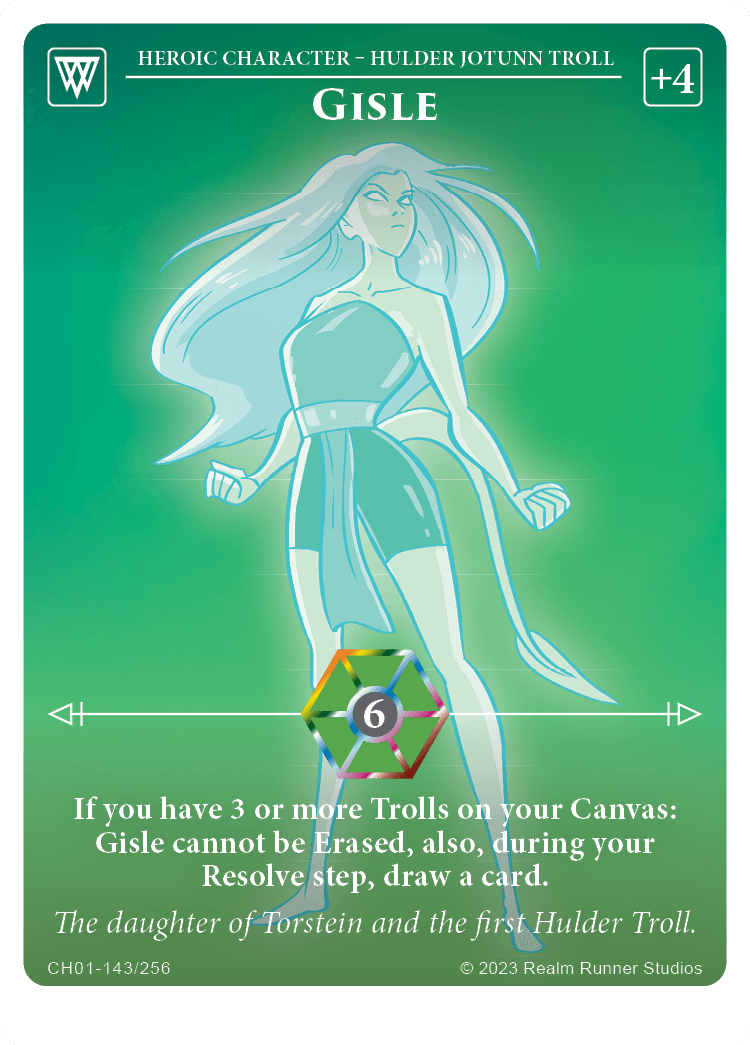 HEROIC CHARACTER – HULDER JOTUNN TROLL
+4
GISLE
6
If you have 3 or more Trolls on your Canvas:
Gisle cannot be Erased, also, during your
Resolve step, draw a card.
The daughter of Torstein and the first Hulder Troll.
CH01-143/256
© 2023 Realm Runner Studios